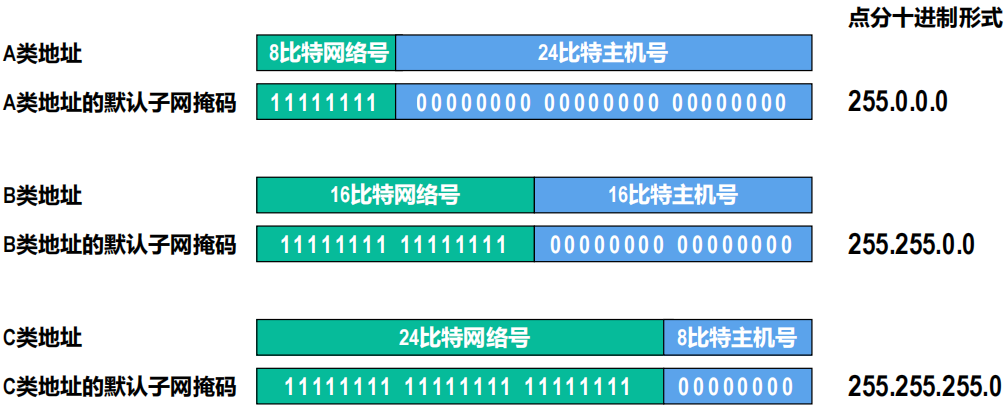 点分十进制形式
A类地址 8比特网络号 24比特主机号
A类地址的默认子网掩码 11111111 00000000 00000000 00000000 255.0.0.0
B类地址 16比特网络号 16比特主机号
B类地址的默认子网掩码 11111111 11111111 00000000 00000000 255.255.0.0
C类地址 24比特网络号 8比特主机号
C类地址的默认子网掩码 11111111 11111111 11111111 00000000 255.255.255.0